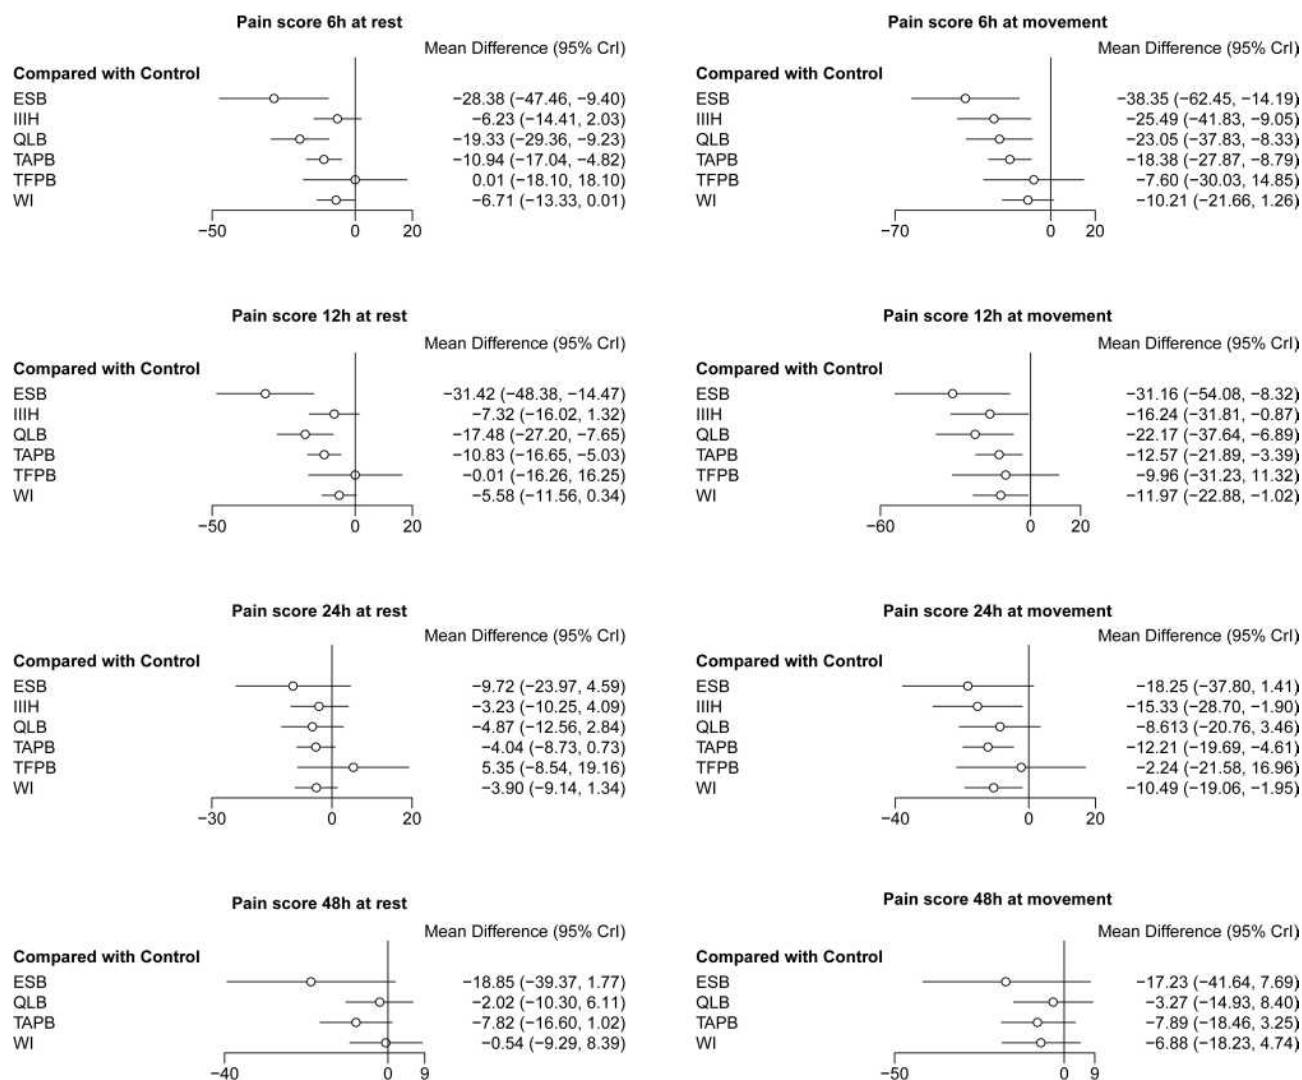 Pain score 6h at rest
Mean Difference (95% CrI)
Compared with Control
ESB −28.38 (−47.46, −9.40)
IIIH −6.23 (−14.41, 2.03)
QLB −19.33 (−29.36, −9.23)
TAPB −10.94 (−17.04, −4.82)
TFPB 0.01 (−18.10, 18.10)
WI −6.71 (−13.33, 0.01)
−50 0 20
Pain score 6h at movement
Mean Difference (95% CrI)
Compared with Control
ESB −38.35 (−62.45, −14.19)
IIIH −25.49 (−41.83, −9.05)
QLB −23.05 (−37.83, −8.33)
TAPB −18.38 (−27.87, −8.79)
TFPB −7.60 (−30.03, 14.85)
WI −10.21 (−21.66, 1.26)
−70 0 20
Pain score 12h at rest
Mean Difference (95% CrI)
Compared with Control
ESB −31.42 (−48.38, −14.47)
IIIH −7.32 (−16.02, 1.32)
QLB −17.48 (−27.20, −7.65)
TAPB −10.83 (−16.65, −5.03)
TFPB −0.01 (−16.26, 16.25)
WI −5.58 (−11.56, 0.34)
−50 0 20
Pain score 12h at movement
Mean Difference (95% CrI)
Compared with Control
ESB −31.16 (−54.08, −8.32)
IIIH −16.24 (−31.81, −0.87)
QLB −22.17 (−37.64, −6.89)
TAPB −12.57 (−21.89, −3.39)
TFPB −9.96 (−31.23, 11.32)
WI −11.97 (−22.88, −1.02)
−60 0 20
Pain score 24h at rest
Mean Difference (95% CrI)
Compared with Control
ESB −9.72 (−23.97, 4.59)
IIIH −3.23 (−10.25, 4.09)
QLB −4.87 (−12.56, 2.84)
TAPB −4.04 (−8.73, 0.73)
TFPB 5.35 (−8.54, 19.16)
WI −3.90 (−9.14, 1.34)
−30 0 20
Pain score 24h at movement
Mean Difference (95% CrI)
Compared with Control
ESB −18.25 (−37.80, 1.41)
IIIH −15.33 (−28.70, −1.90)
QLB −8.613 (−20.76, 3.46)
TAPB −12.21 (−19.69, −4.61)
TFPB −2.24 (−21.58, 16.96)
WI −10.49 (−19.06, −1.95)
−40 0 20
Pain score 48h at rest
Mean Difference (95% CrI)
Compared with Control
ESB −18.85 (−39.37, 1.77)
QLB −2.02 (−10.30, 6.11)
TAPB −7.82 (−16.60, 1.02)
WI −0.54 (−9.29, 8.39)
−40 0 9
Pain score 48h at movement
Mean Difference (95% CrI)
Compared with Control
ESB −17.23 (−41.64, 7.69)
QLB −3.27 (−14.93, 8.40)
TAPB −7.89 (−18.46, 3.25)
WI −6.88 (−18.23, 4.74)
−50 0 9